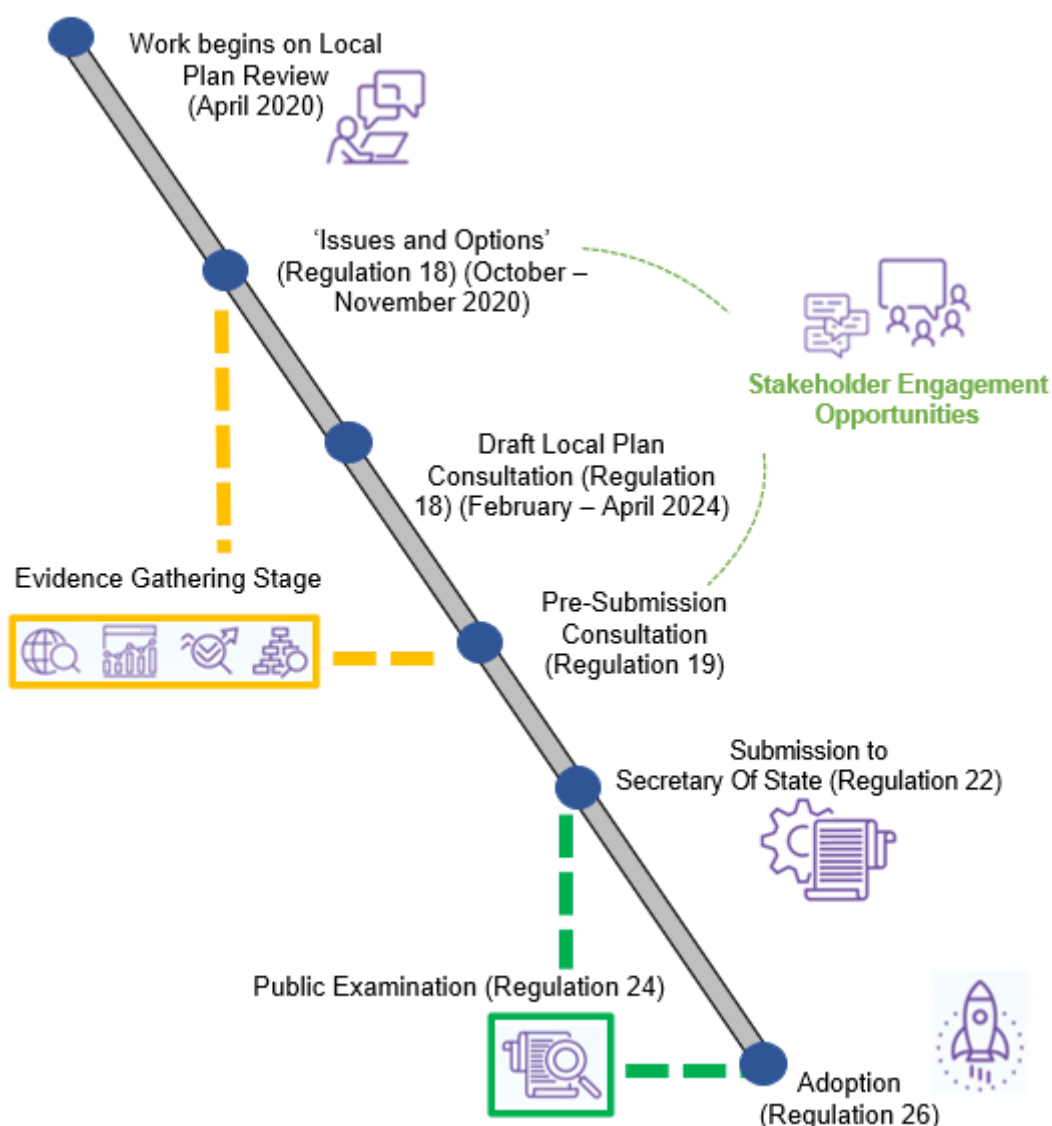 Work begins on Local
Plan Review
(April 2020)
‘Issues and Options’
(Regulation 18) (October –
November 2020)
Stakeholder Engagement
Opportunities
Draft Local Plan
Consultation (Regulation
18) (February – April 2024)
Evidence Gathering Stage
Pre-Submission
Consultation
(Regulation 19)
Submission to
Secretary Of State (Regulation 22)
Public Examination (Regulation 24)
Adoption
(Regulation 26)